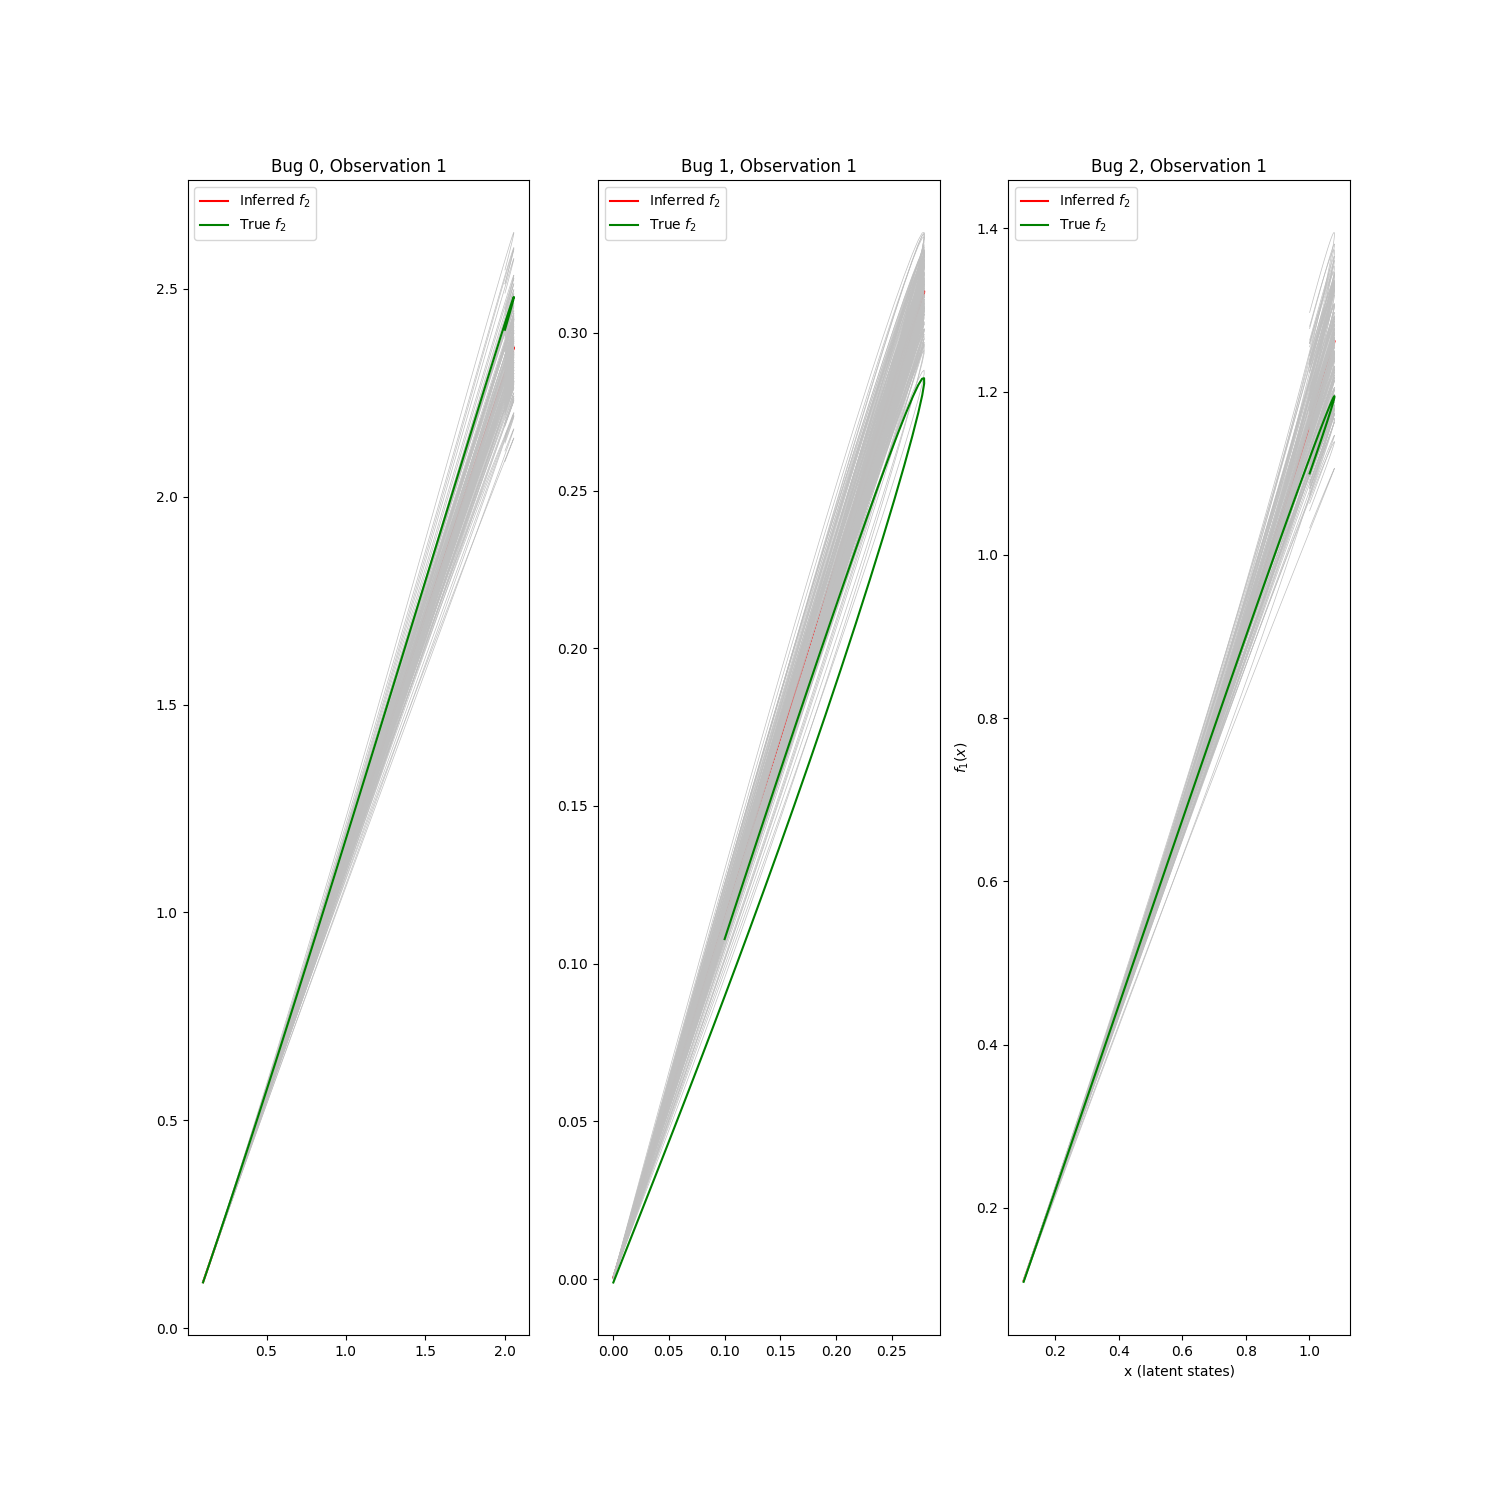 Bug 0, Observation 1
Inferred f₂
True f₂
2.5
2.0
1.5
1.0
0.5
0.0
0.5 1.0 1.5 2.0
Bug 1, Observation 1
Inferred f₂
True f₂
0.30
0.25
0.20
0.15
0.10
0.05
0.00
0.00 0.05 0.10 0.15 0.20 0.25
Bug 2, Observation 1
Inferred f₂
True f₂
1.4
1.2
1.0
0.8
0.6
0.4
0.2
f₁(x)
0.2 0.4 0.6 0.8 1.0
x (latent states)